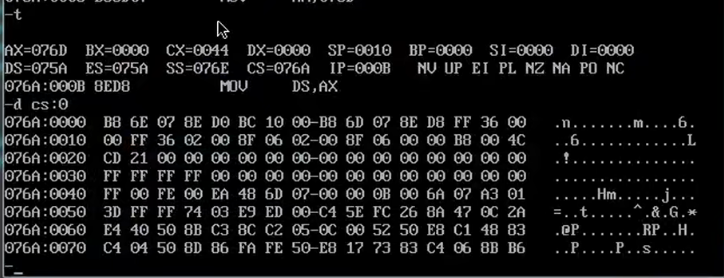 -t
AX=076D BX=0000 CX=0044 DX=0000 SP=0010 BP=0000 SI=0000 DI=0000
DS=075A ES=075A SS=076E CS=076A IP=000B NV UP EI PL NZ NA PO NC
076A:000B 8ED8 MOV DS,AX
-d cs:0
076A:0000 B8 6E 07 8E D0 BC 10 00-B8 6D 07 8E D8 FF 36 00 .n.......m....6.
076A:0010 00 FF 36 02 00 8F 06 02-00 8F 06 00 00 B8 00 4C ..6............L
076A:0020 CD 21 00 00 00 00 00 00-00 00 00 00 00 00 00 00 .!..............
076A:0030 FF FF FF FF 00 00 00 00-00 00 00 00 00 00 00 00 ................
076A:0040 FF 00 FE 00 EA 48 6D 07-00 00 0B 00 6A 07 A3 01 .....Hm.....j...
076A:0050 3D FF FF 74 03 E9 ED 00-C4 5E FC 26 8A 47 0C 2A =..t.....^.&.G.*
076A:0060 E4 40 50 8B C3 8C C2 05-0C 00 52 50 E8 C1 48 83 .@P.......RP..H.
076A:0070 C4 04 50 8D 86 FA FE 50-E8 17 73 83 C4 06 8B B6 ..P....P..s.....
-